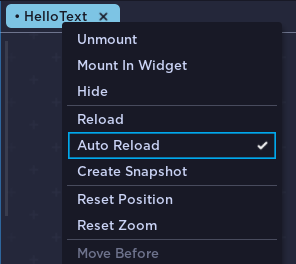 • HelloText ×
Unmount
Mount In Widget
Hide
Reload
Auto Reload ✓
Create Snapshot
Reset Position
Reset Zoom
Move Before